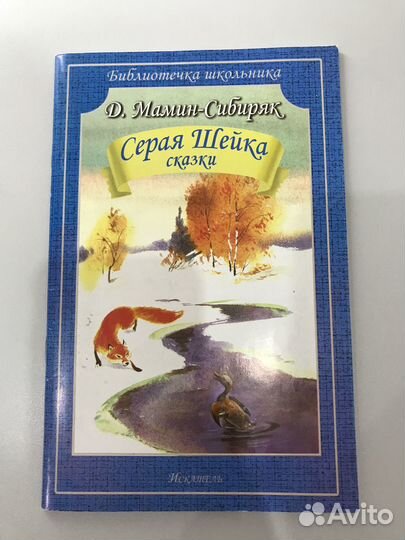 Библиотечка школьника
Д. Мамин-Сибиряк
Серая Шейка
сказки
Искатель
Avito